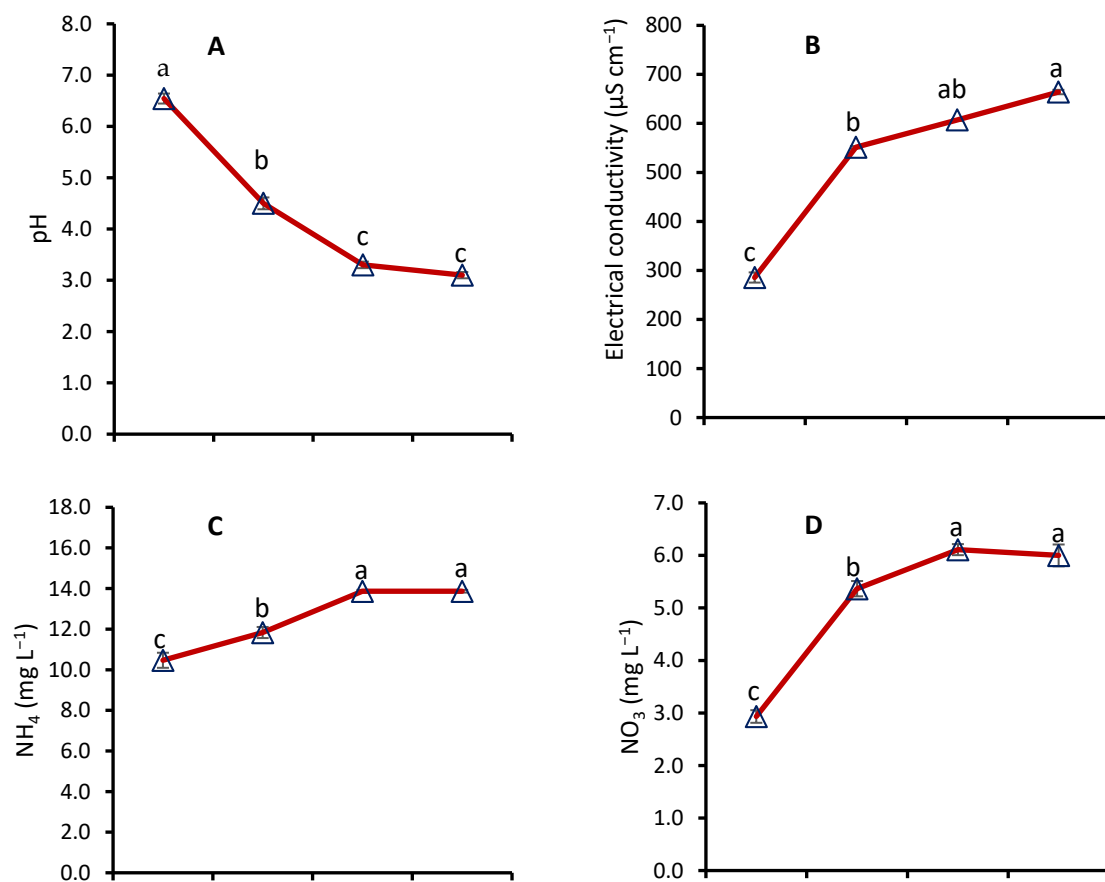 A
8.0
7.0
6.0
5.0
4.0
3.0
2.0
1.0
0.0
pH
a
b
c
c
B
800
700
600
500
400
300
200
100
0
Electrical conductivity (µS cm⁻¹)
c
b
ab
a
C
18.0
16.0
14.0
12.0
10.0
8.0
6.0
4.0
2.0
0.0
NH₄ (mg L⁻¹)
c
b
a
a
D
7.0
6.0
5.0
4.0
3.0
2.0
1.0
0.0
NO₃ (mg L⁻¹)
c
b
a
a